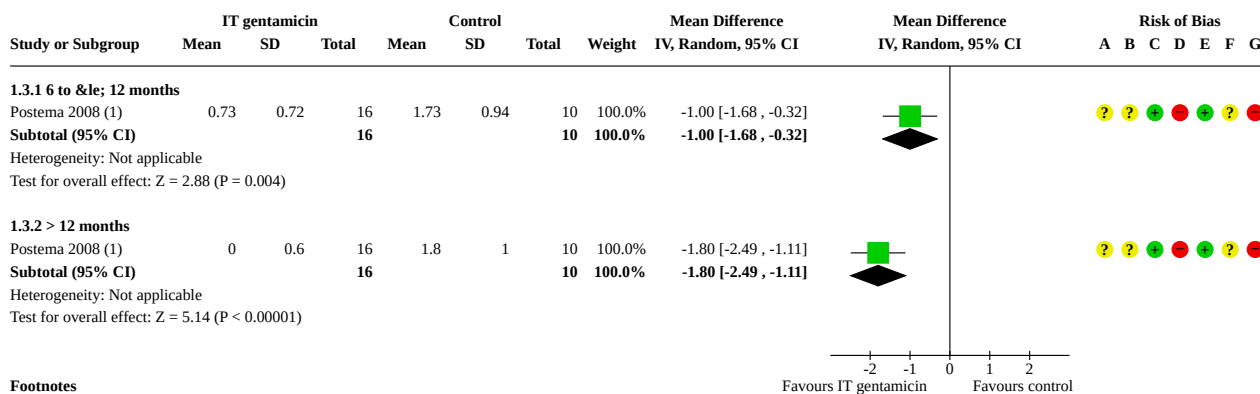 IT gentamicin Control Mean Difference Mean Difference Risk of Bias
Study or Subgroup Mean SD Total Mean SD Total Weight IV, Random, 95% CI IV, Random, 95% CI A B C D E F G
1.3.1 6 to &le; 12 months
Postema 2008 (1) 0.73 0.72 16 1.73 0.94 10 100.0% -1.00 [-1.68 , -0.32] ? ? + − + ? −
Subtotal (95% CI) 16 10 100.0% -1.00 [-1.68 , -0.32]
Heterogeneity: Not applicable
Test for overall effect: Z = 2.88 (P = 0.004)
1.3.2 > 12 months
Postema 2008 (1) 0 0.6 16 1.8 1 10 100.0% -1.80 [-2.49 , -1.11] ? ? + − + ? −
Subtotal (95% CI) 16 10 100.0% -1.80 [-2.49 , -1.11]
Heterogeneity: Not applicable
Test for overall effect: Z = 5.14 (P < 0.00001)
-2 -1 0 1 2
Favours IT gentamicin Favours control
Footnotes